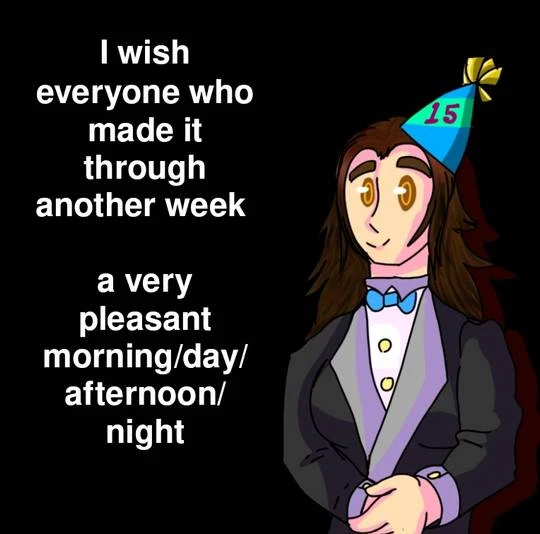 I wish
everyone who
made it
through
another week
a very
pleasant
morning/day/
afternoon/
night
15